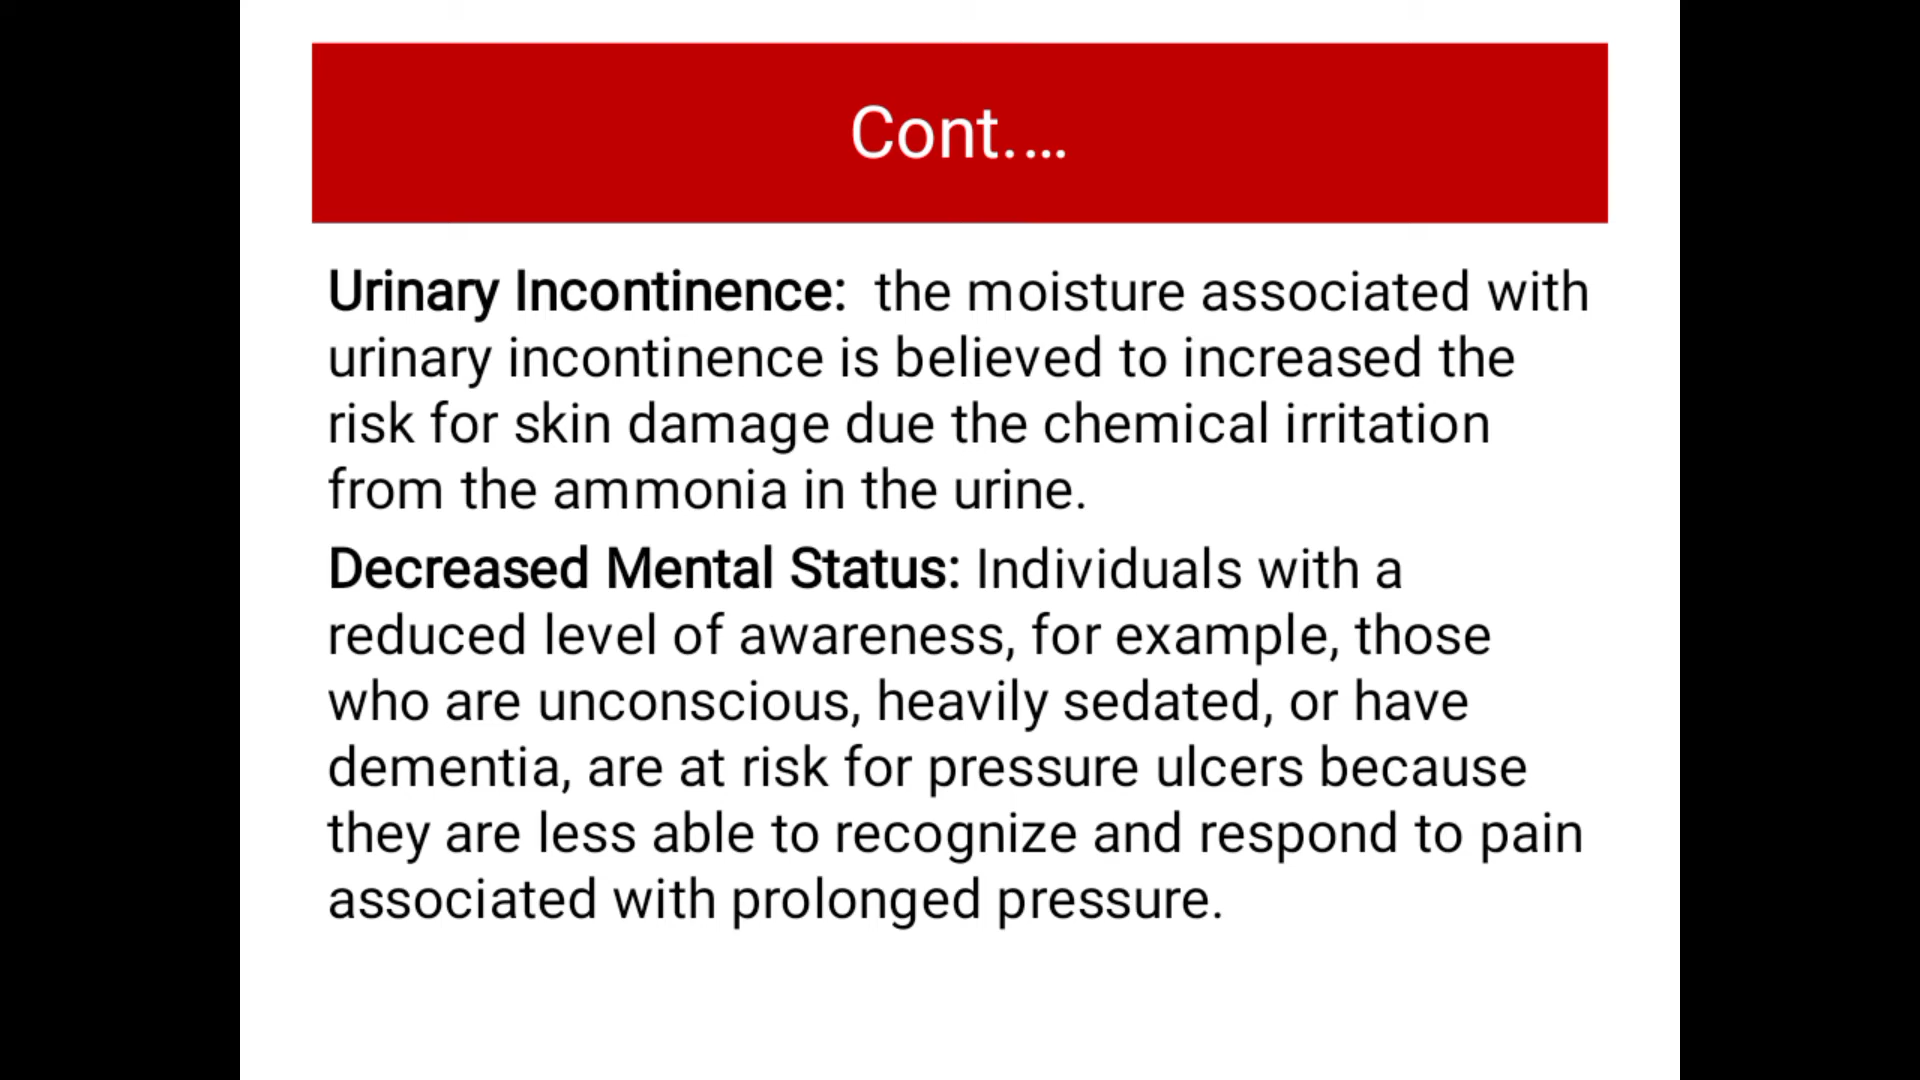 Cont.…
Urinary Incontinence:  the moisture associated with
urinary incontinence is believed to increased the
risk for skin damage due the chemical irritation
from the ammonia in the urine.
Decreased Mental Status: Individuals with a
reduced level of awareness, for example, those
who are unconscious, heavily sedated, or have
dementia, are at risk for pressure ulcers because
they are less able to recognize and respond to pain
associated with prolonged pressure.